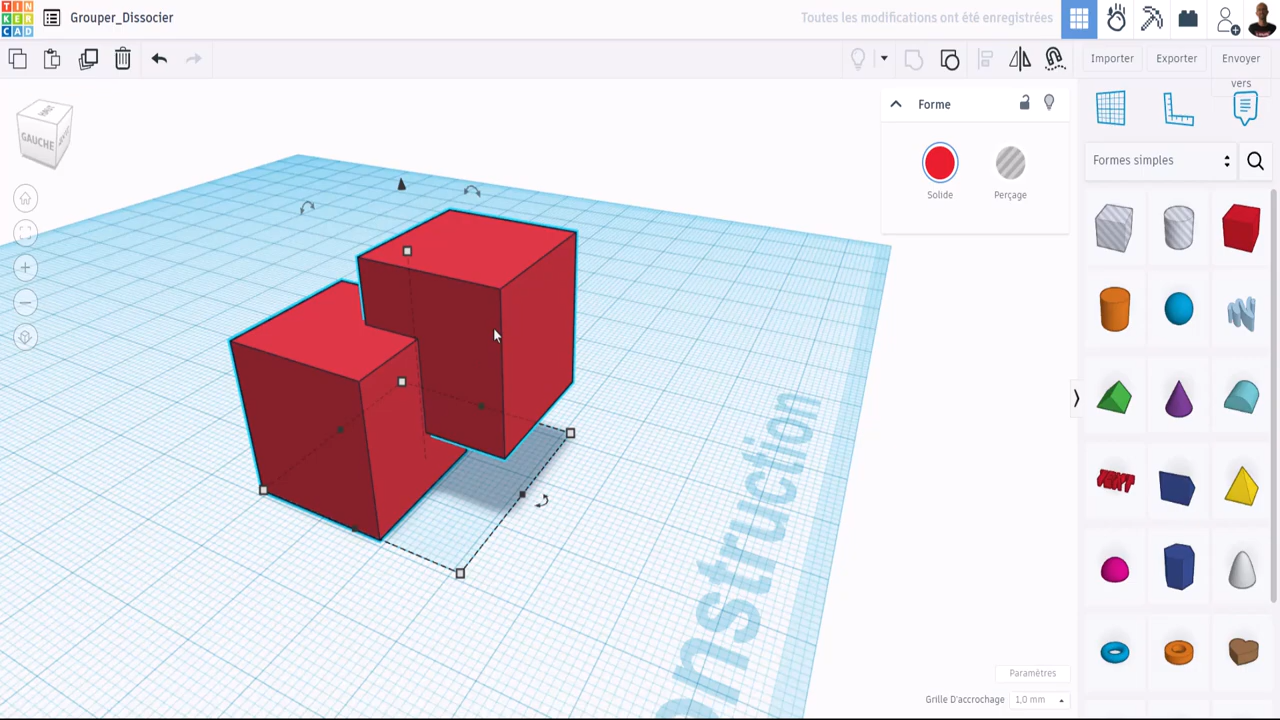 TIN
KER
CAD
Grouper_Dissocier
Toutes les modifications ont été enregistrées
Importer
Exporter
Envoyer
vers
Forme
Solide
Perçage
Formes simples
GAUCHE
nstruction
Paramètres
Grille D'accrochage
1,0 mm